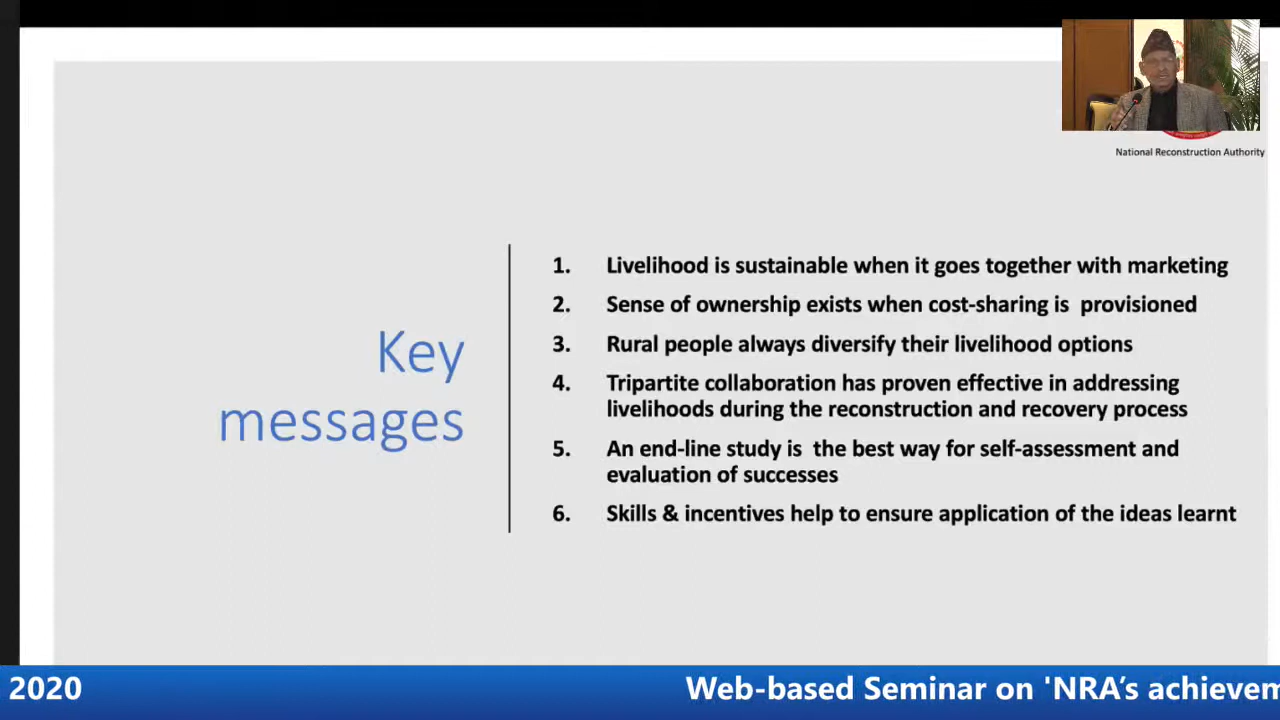 National Reconstruction Authority
Key
messages
1. Livelihood is sustainable when it goes together with marketing
2. Sense of ownership exists when cost-sharing is provisioned
3. Rural people always diversify their livelihood options
4. Tripartite collaboration has proven effective in addressing
livelihoods during the reconstruction and recovery process
5. An end-line study is the best way for self-assessment and
evaluation of successes
6. Skills & incentives help to ensure application of the ideas learnt
2020 Web-based Seminar on 'NRA’s achievem